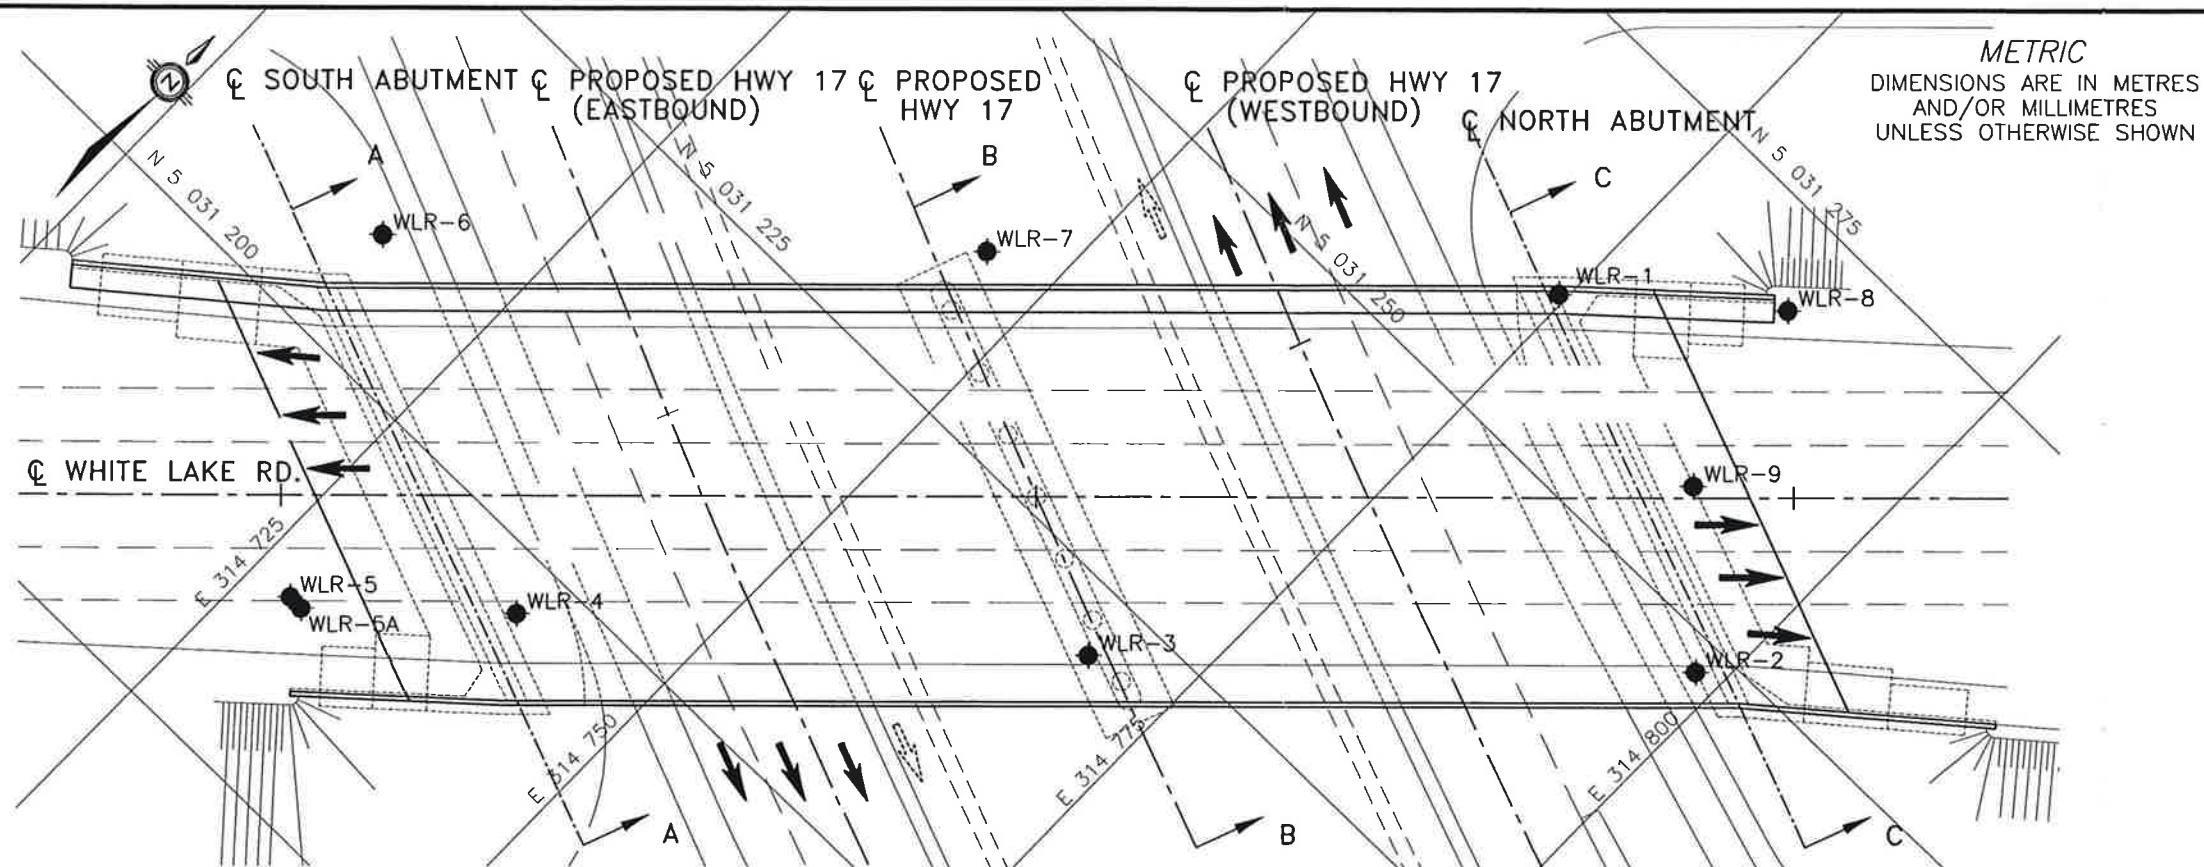 METRIC
DIMENSIONS ARE IN METRES
AND/OR MILLIMETRES
UNLESS OTHERWISE SHOWN
N
℄ SOUTH ABUTMENT
℄ PROPOSED HWY 17
(EASTBOUND)
℄ PROPOSED
HWY 17
℄ PROPOSED HWY 17
(WESTBOUND)
℄ NORTH ABUTMENT
A
B
C
N 5 031 200
N 5 031 225
N 5 031 250
N 5 031 275
WLR-6
WLR-7
WLR-1
WLR-8
℄ WHITE LAKE RD.
WLR-9
E 314 725
WLR-5
WLR-5A
WLR-4
WLR-3
WLR-2
E 314 750
E 314 775
E 314 800
A
B
C